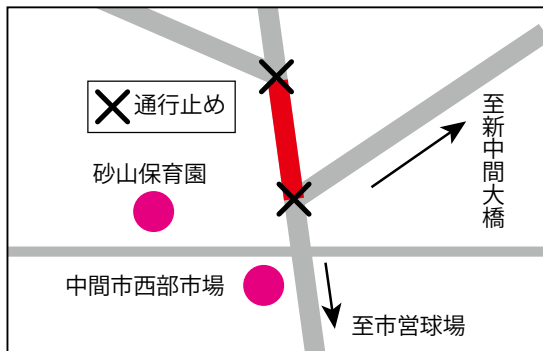 通行止め
砂山保育園
至新中間大橋
中間市西部市場
至市営球場